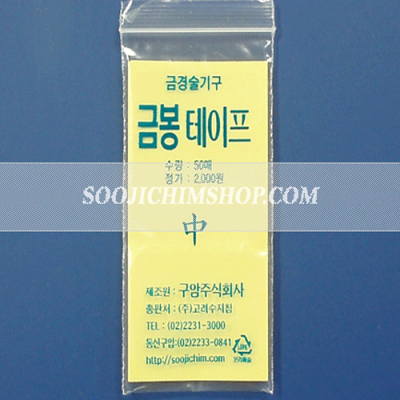 금경술기구
금봉 테이프
수량 : 50매
정가 : 2,000원
SOOJICHIMSHOP.COM
中
제조원 : 구암주식회사
총판처 : (주)고려수지침
TEL : (02)2231-3000
통신구입:(02)2233-0841
http://soojichim.com